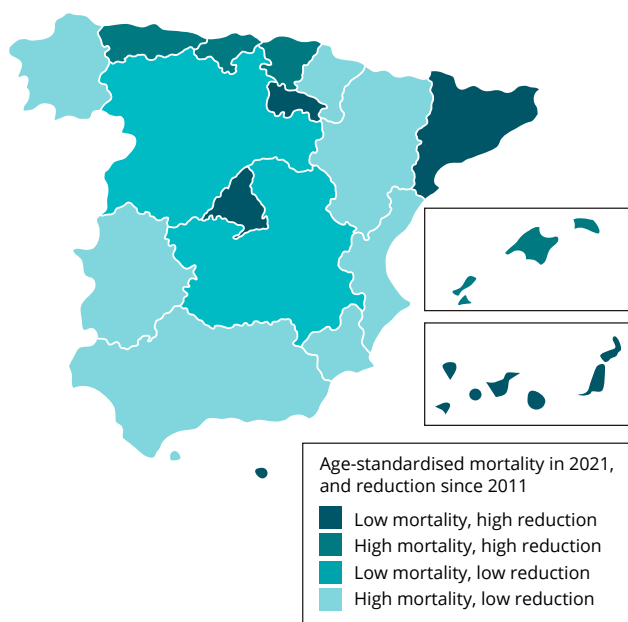 Age-standardised mortality in 2021,
and reduction since 2011
Low mortality, high reduction
High mortality, high reduction
Low mortality, low reduction
High mortality, low reduction